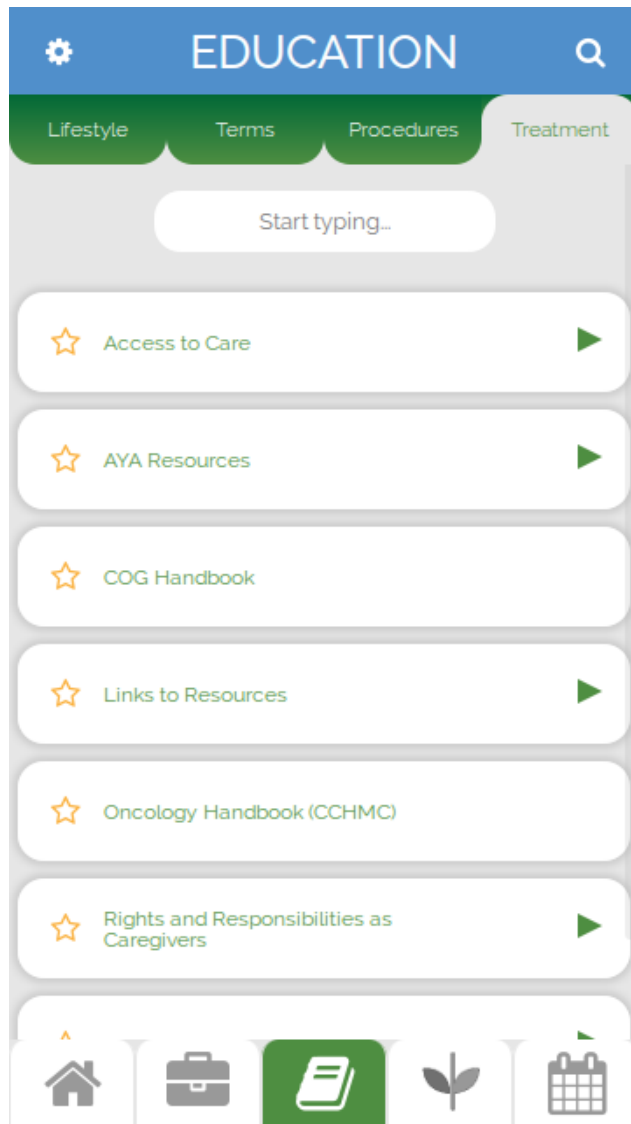 EDUCATION
Lifestyle
Terms
Procedures
Treatment
Start typing...
Access to Care
AYA Resources
COG Handbook
Links to Resources
Oncology Handbook (CCHMC)
Rights and Responsibilities as
Caregivers